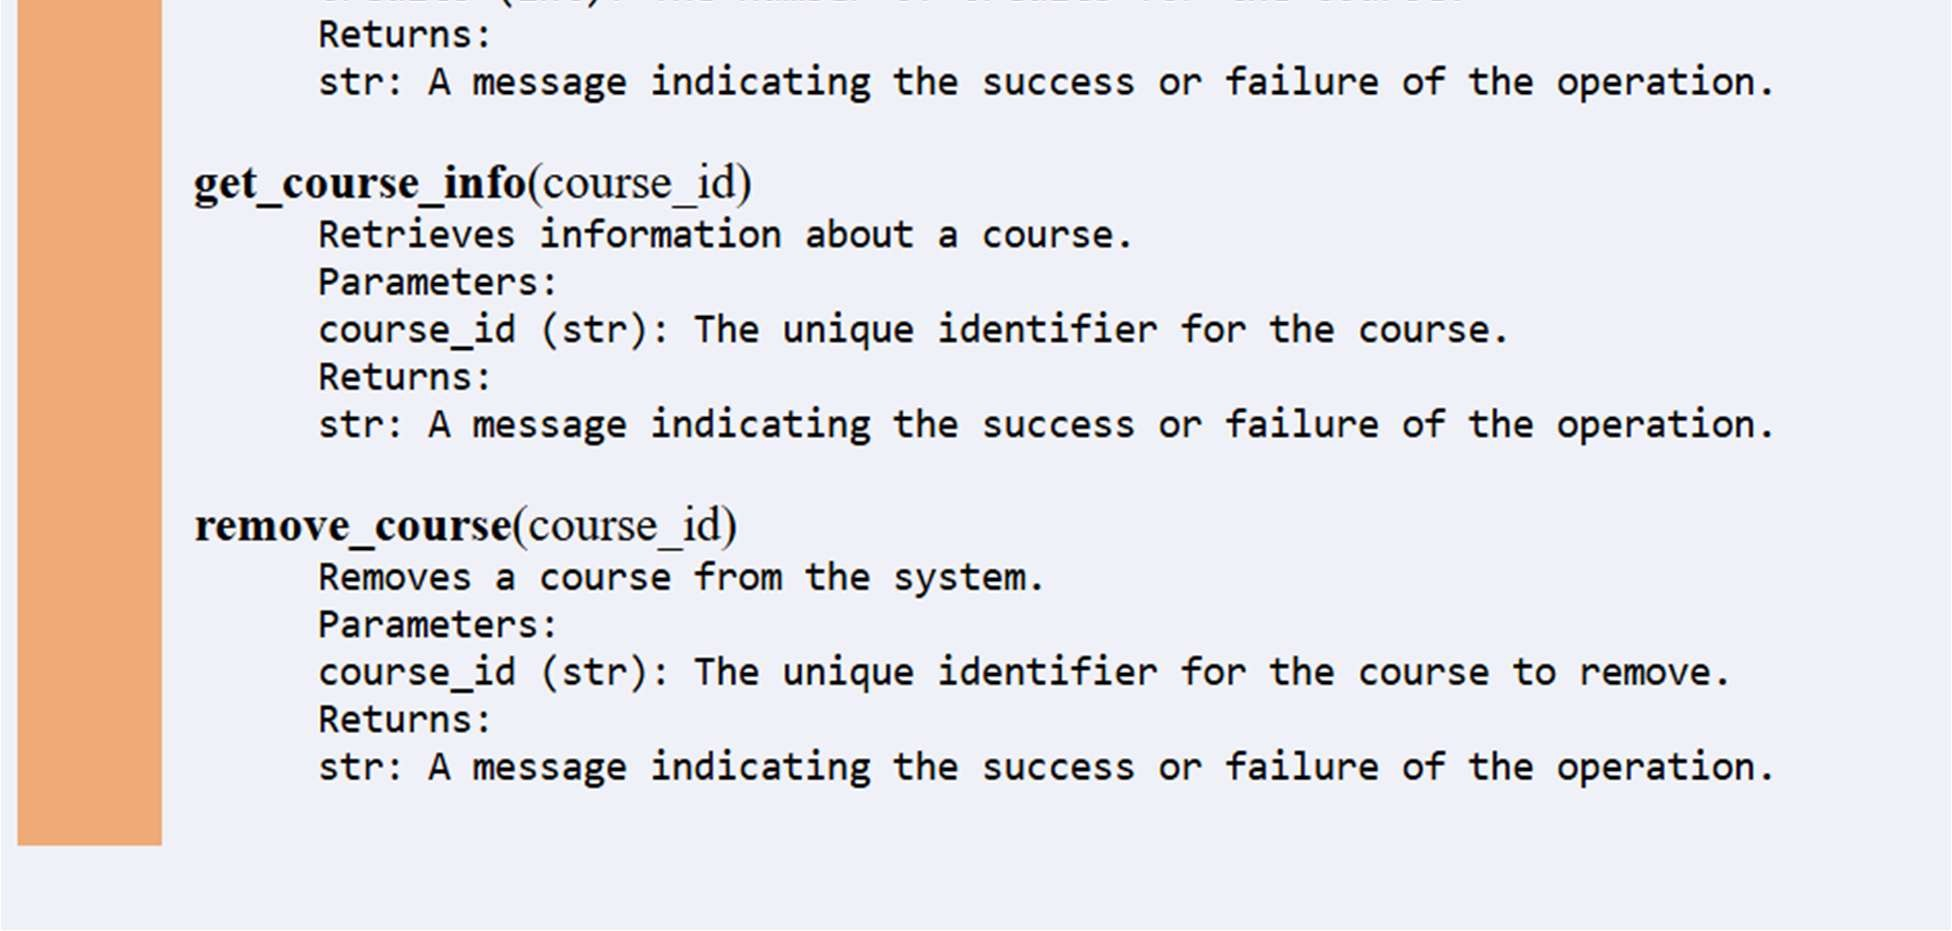 Returns:
str: A message indicating the success or failure of the operation.
get_course_info(course_id)
Retrieves information about a course.
Parameters:
course_id (str): The unique identifier for the course.
Returns:
str: A message indicating the success or failure of the operation.
remove_course(course_id)
Removes a course from the system.
Parameters:
course_id (str): The unique identifier for the course to remove.
Returns:
str: A message indicating the success or failure of the operation.